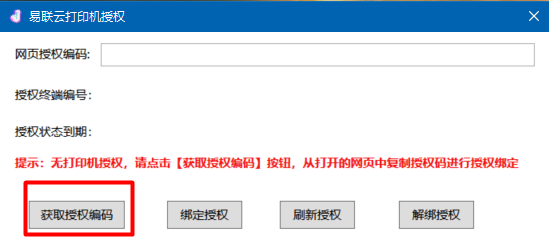 易联云打印机授权
网页授权编码:
授权终端编号:
授权状态到期:
提示: 无打印机授权，请点击【获取授权编码】按钮，从打开的网页中复制授权码进行授权绑定
获取授权编码 绑定授权 刷新授权 解绑授权